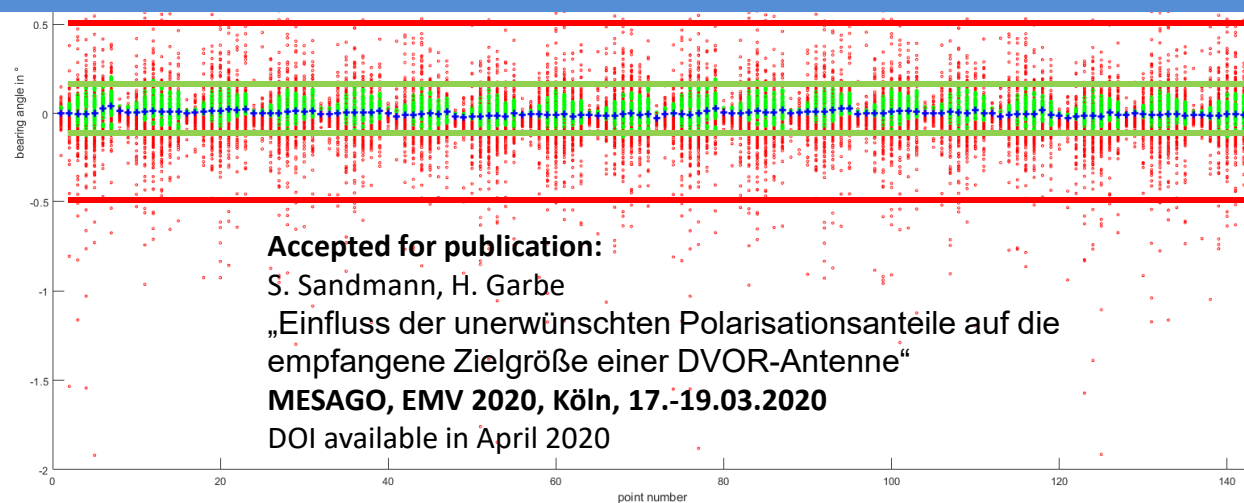 0.5
0
-0.5
-1
-1.5
-2
bearing angle in °
Accepted for publication:
S. Sandmann, H. Garbe
„Einfluss der unerwünschten Polarisationsanteile auf die
empfangene Zielgröße einer DVOR-Antenne“
MESAGO, EMV 2020, Köln, 17.-19.03.2020
DOI available in April 2020
0 20 40 60 80 100 120 140
point number